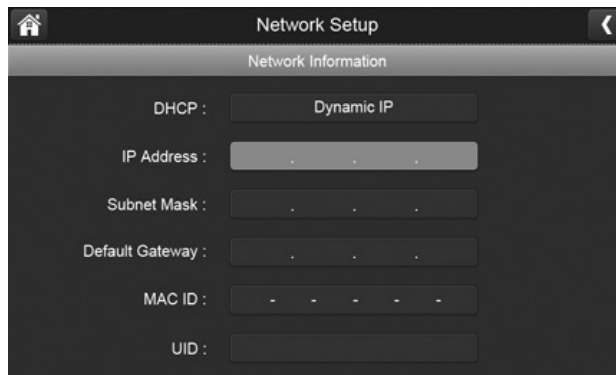 Network Setup
Network Information
DHCP : Dynamic IP
IP Address : . . .
Subnet Mask : . . .
Default Gateway : . . .
MAC ID : - - - - -
UID :